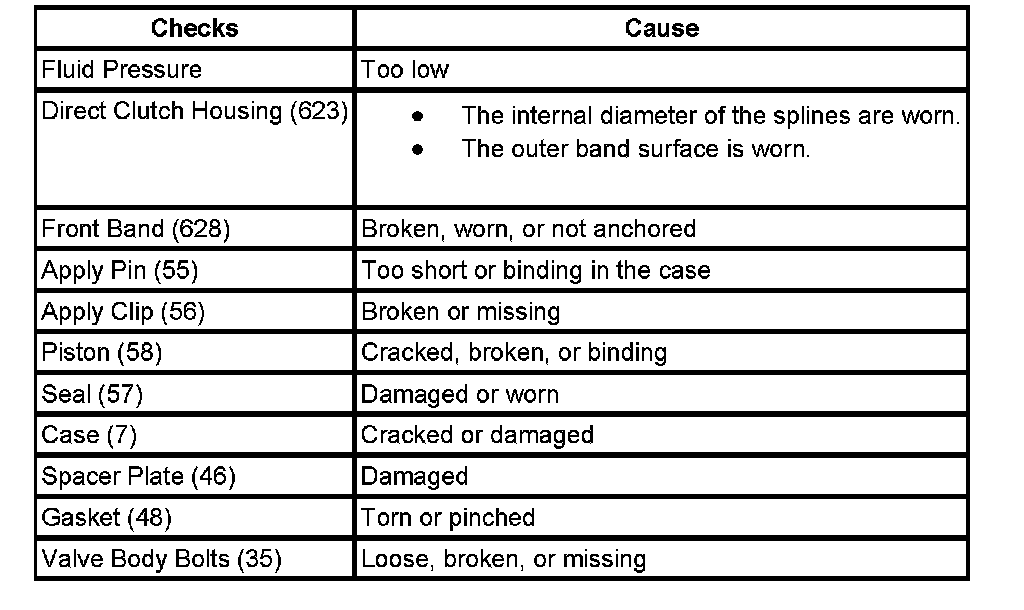 Checks Cause
Fluid Pressure Too low
Direct Clutch Housing (623) • The internal diameter of the splines are worn.
• The outer band surface is worn.
Front Band (628) Broken, worn, or not anchored
Apply Pin (55) Too short or binding in the case
Apply Clip (56) Broken or missing
Piston (58) Cracked, broken, or binding
Seal (57) Damaged or worn
Case (7) Cracked or damaged
Spacer Plate (46) Damaged
Gasket (48) Torn or pinched
Valve Body Bolts (35) Loose, broken, or missing